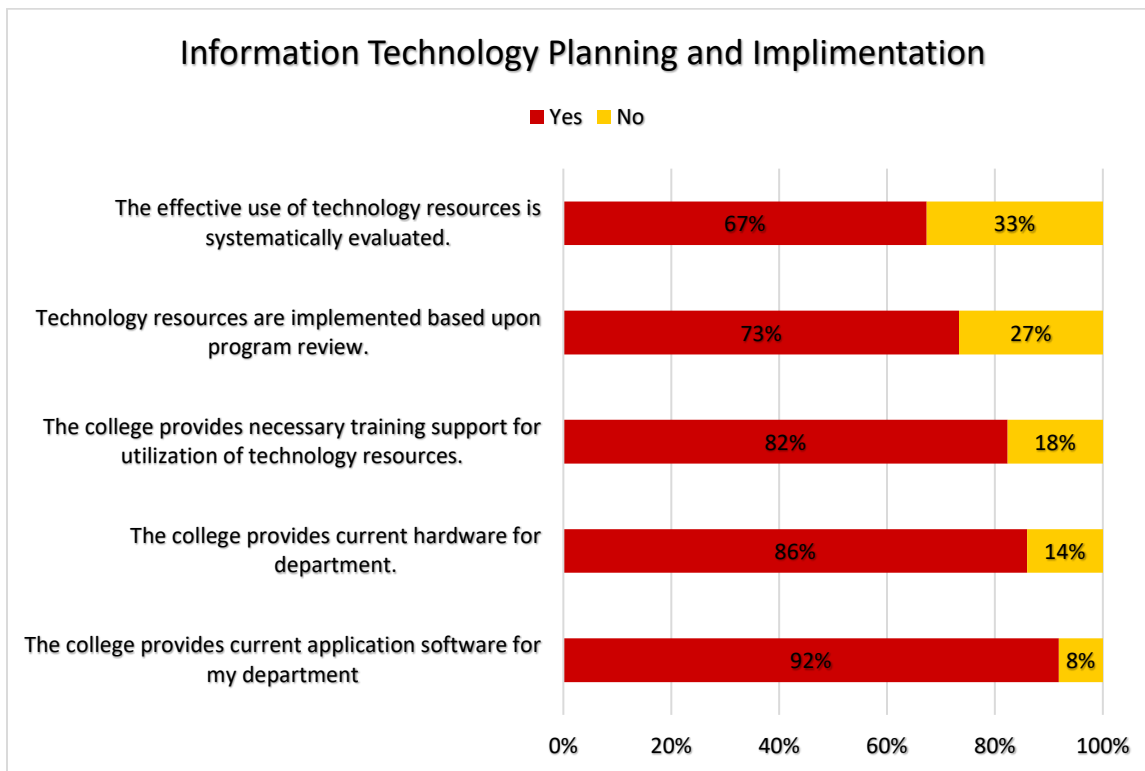 Information Technology Planning and Implimentation
Yes No
The effective use of technology resources is
systematically evaluated.
67% 33%
Technology resources are implemented based upon
program review.
73% 27%
The college provides necessary training support for
utilization of technology resources.
82% 18%
The college provides current hardware for
department.
86% 14%
The college provides current application software for
my department
92% 8%
0% 20% 40% 60% 80% 100%